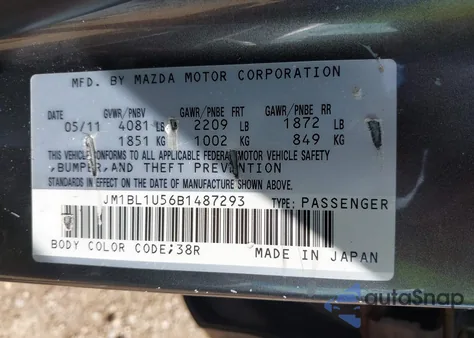 MFD. BY MAZDA MOTOR CORPORATION
DATE GVWR/PNBV GAWR/PNBE FRT GAWR/PNBE RR
05/11 4081 LB 2209 LB 1872 LB
1851 KG 1002 KG 849 KG
THIS VEHICLE CONFORMS TO ALL APPLICABLE FEDERAL MOTOR VEHICLE SAFETY
,BUMPER, AND THEFT PREVENTION
STANDARDS IN EFFECT ON THE DATE OF MANUFACTURE SHOWN ABOVE.
JM1BL1U56B1487293 TYPE: PASSENGER
BODY COLOR CODE;38R MADE IN JAPAN
autoSnap